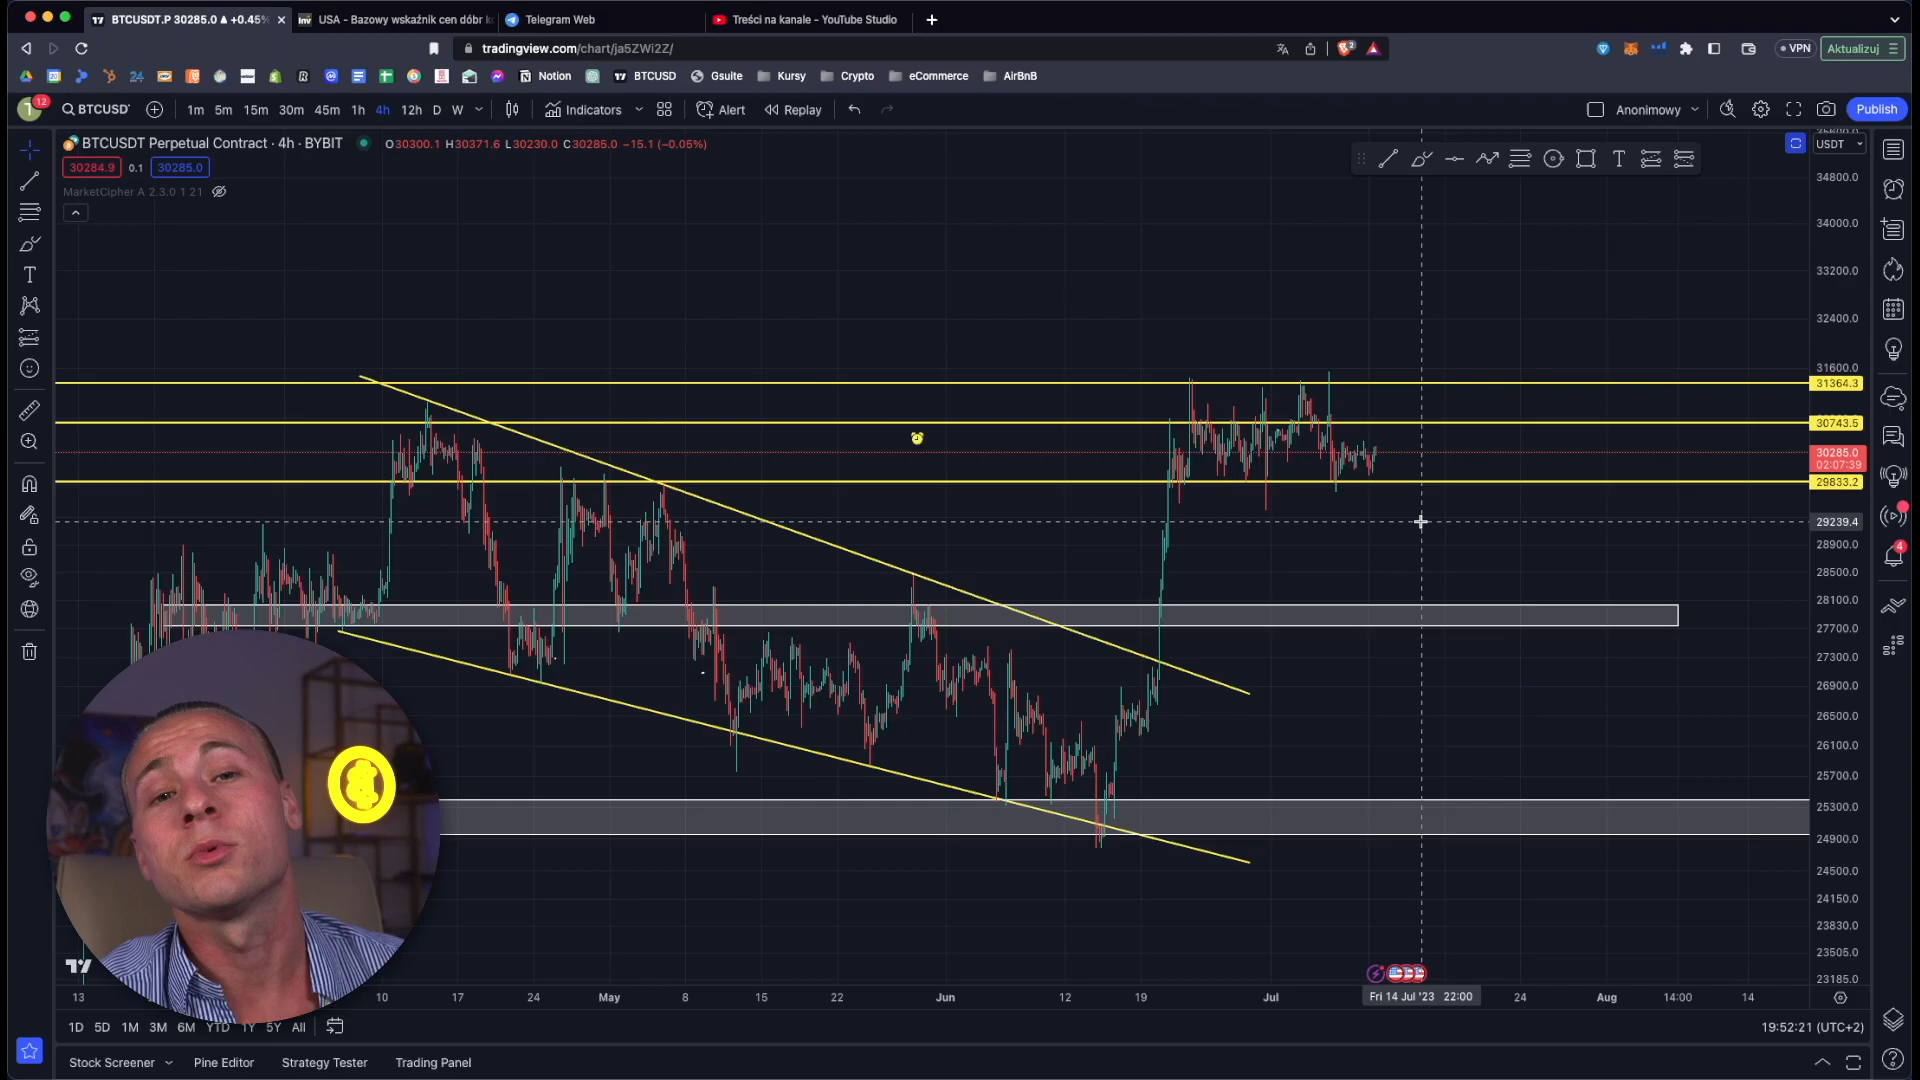 BTCUSDT.P 30285.0 ▲ +0.45%
USA - Bazowy wskaźnik cen dóbr k
Telegram Web
Treści na kanale - YouTube Studio
tradingview.com/chart/ja5ZWi2Z/
2
VPN
Aktualizuj
Notion
BTCUSD
Gsuite
Kursy
Crypto
eCommerce
AirBnB
12
BTCUSD
1m 5m 15m 30m 45m 1h 4h 12h D W
Indicators
Alert
Replay
Anonimowy
Publish
BTCUSDT Perpetual Contract · 4h · BYBIT
O30300.1 H30371.6 L30230.0 C30285.0 −15.1 (−0.05%)
USDT
30284.9 0.1 30285.0
MarketCipher A 2.3.0 1 21
34800.0
34000.0
33200.0
32400.0
31600.0
31364.3
30743.5
30285.0
02:07:39
29833.2
29239.4
28900.0
28500.0
28100.0
27700.0
27300.0
26900.0
26500.0
26100.0
25700.0
25300.0
24900.0
24500.0
24150.0
23830.0
23505.0
23185.0
4
13 10 17 24 May 8 15 22 Jun 12 19 Jul Fri 14 Jul '23 22:00 24 Aug 14:00 14
1D 5D 1M 3M 6M YTD 1Y 5Y All
19:52:21 (UTC+2)
Stock Screener
Pine Editor
Strategy Tester
Trading Panel